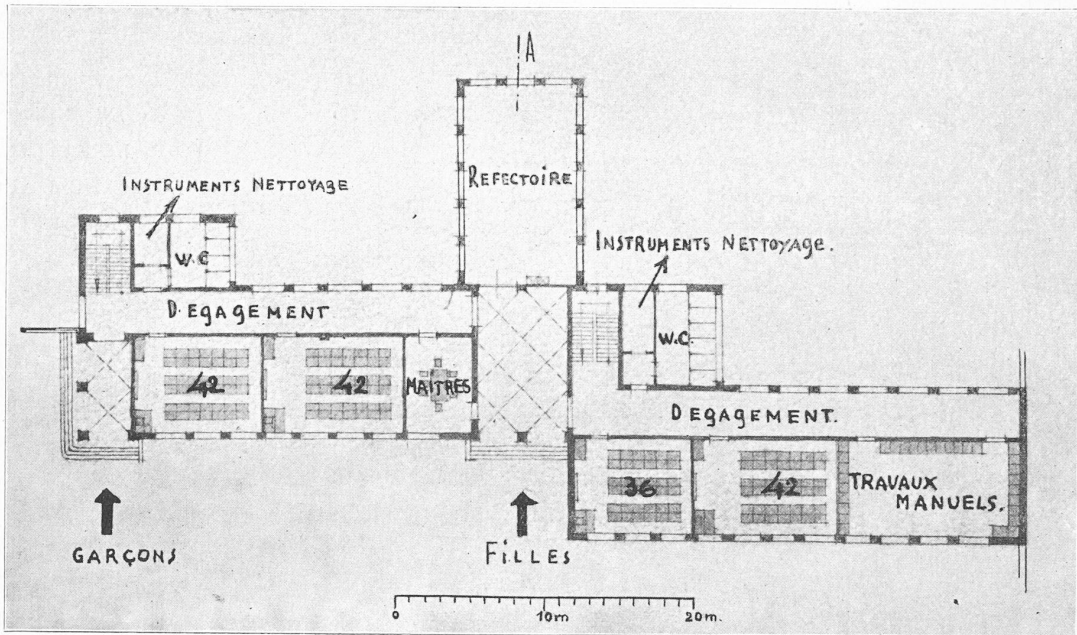 A
REFECTOIRE
INSTRUMENTS NETTOYAGE
W.C
INSTRUMENTS NETTOYAGE.
W.C.
DEGAGEMENT
42
42
MAITRES
DEGAGEMENT.
36
42
TRAVAUX
MANUELS.
GARÇONS
FILLES
0
10m
20m.